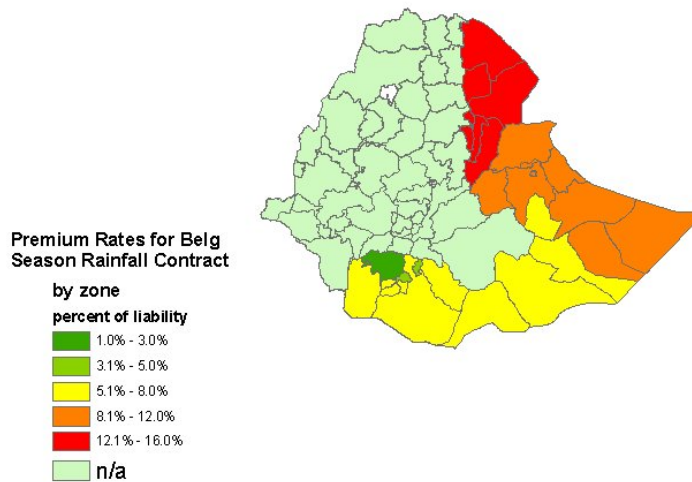 Premium Rates for Belg
Season Rainfall Contract
by zone
percent of liability
1.0% - 3.0%
3.1% - 5.0%
5.1% - 8.0%
8.1% - 12.0%
12.1% - 16.0%
n/a